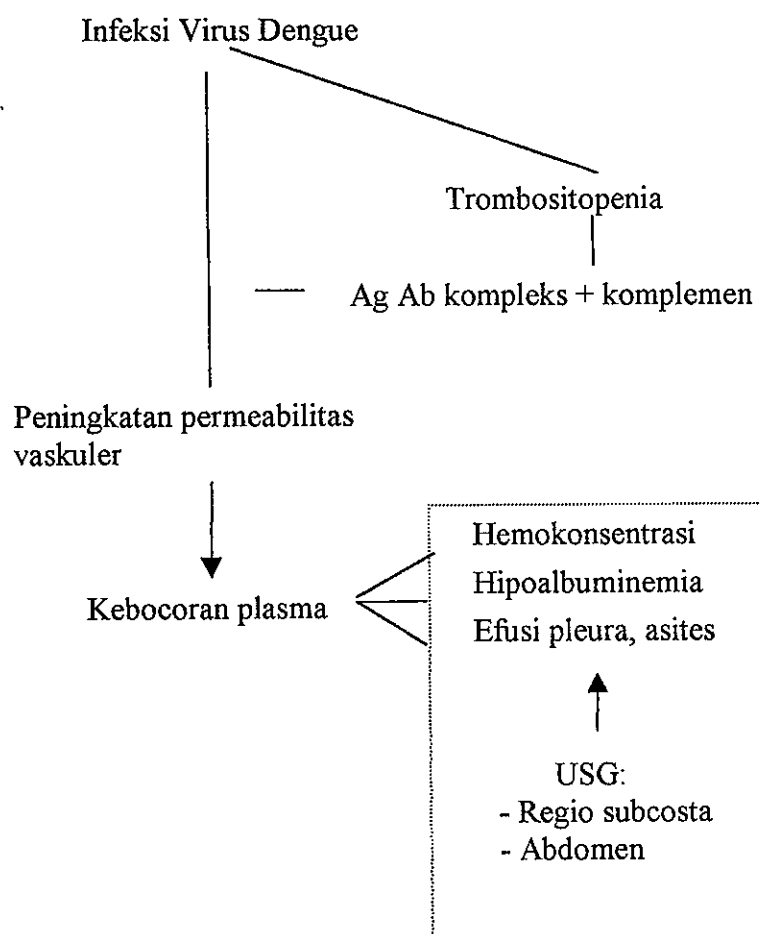 Infeksi Virus Dengue
Trombositopenia
Ag Ab kompleks + komplemen
Peningkatan permeabilitas
vaskuler
Kebocoran plasma
Hemokonsentrasi
Hipoalbuminemia
Efusi pleura, asites
USG:
- Regio subcosta
- Abdomen